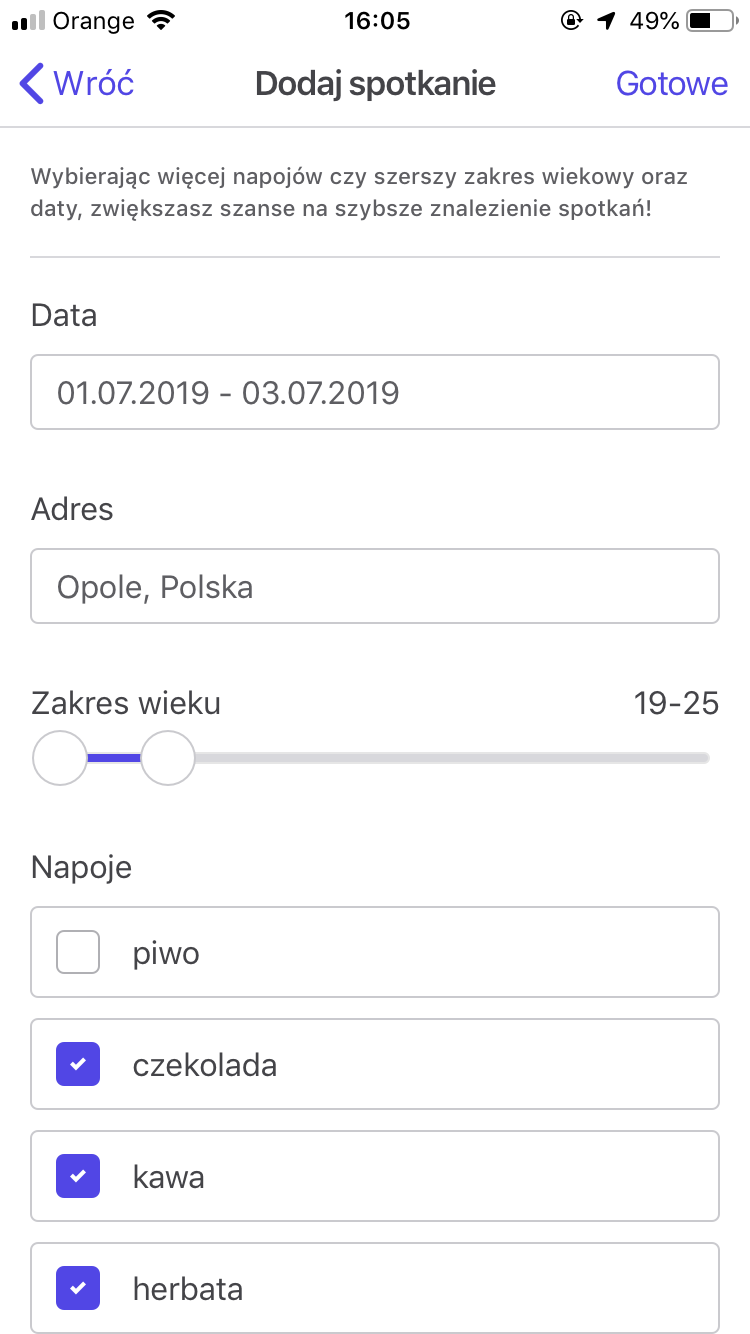 Orange 16:05 49%
Wróć Dodaj spotkanie Gotowe
Wybierając więcej napojów czy szerszy zakres wiekowy oraz
daty, zwiększasz szanse na szybsze znalezienie spotkań!
Data
01.07.2019 - 03.07.2019
Adres
Opole, Polska
Zakres wieku 19-25
Napoje
piwo
czekolada
kawa
herbata